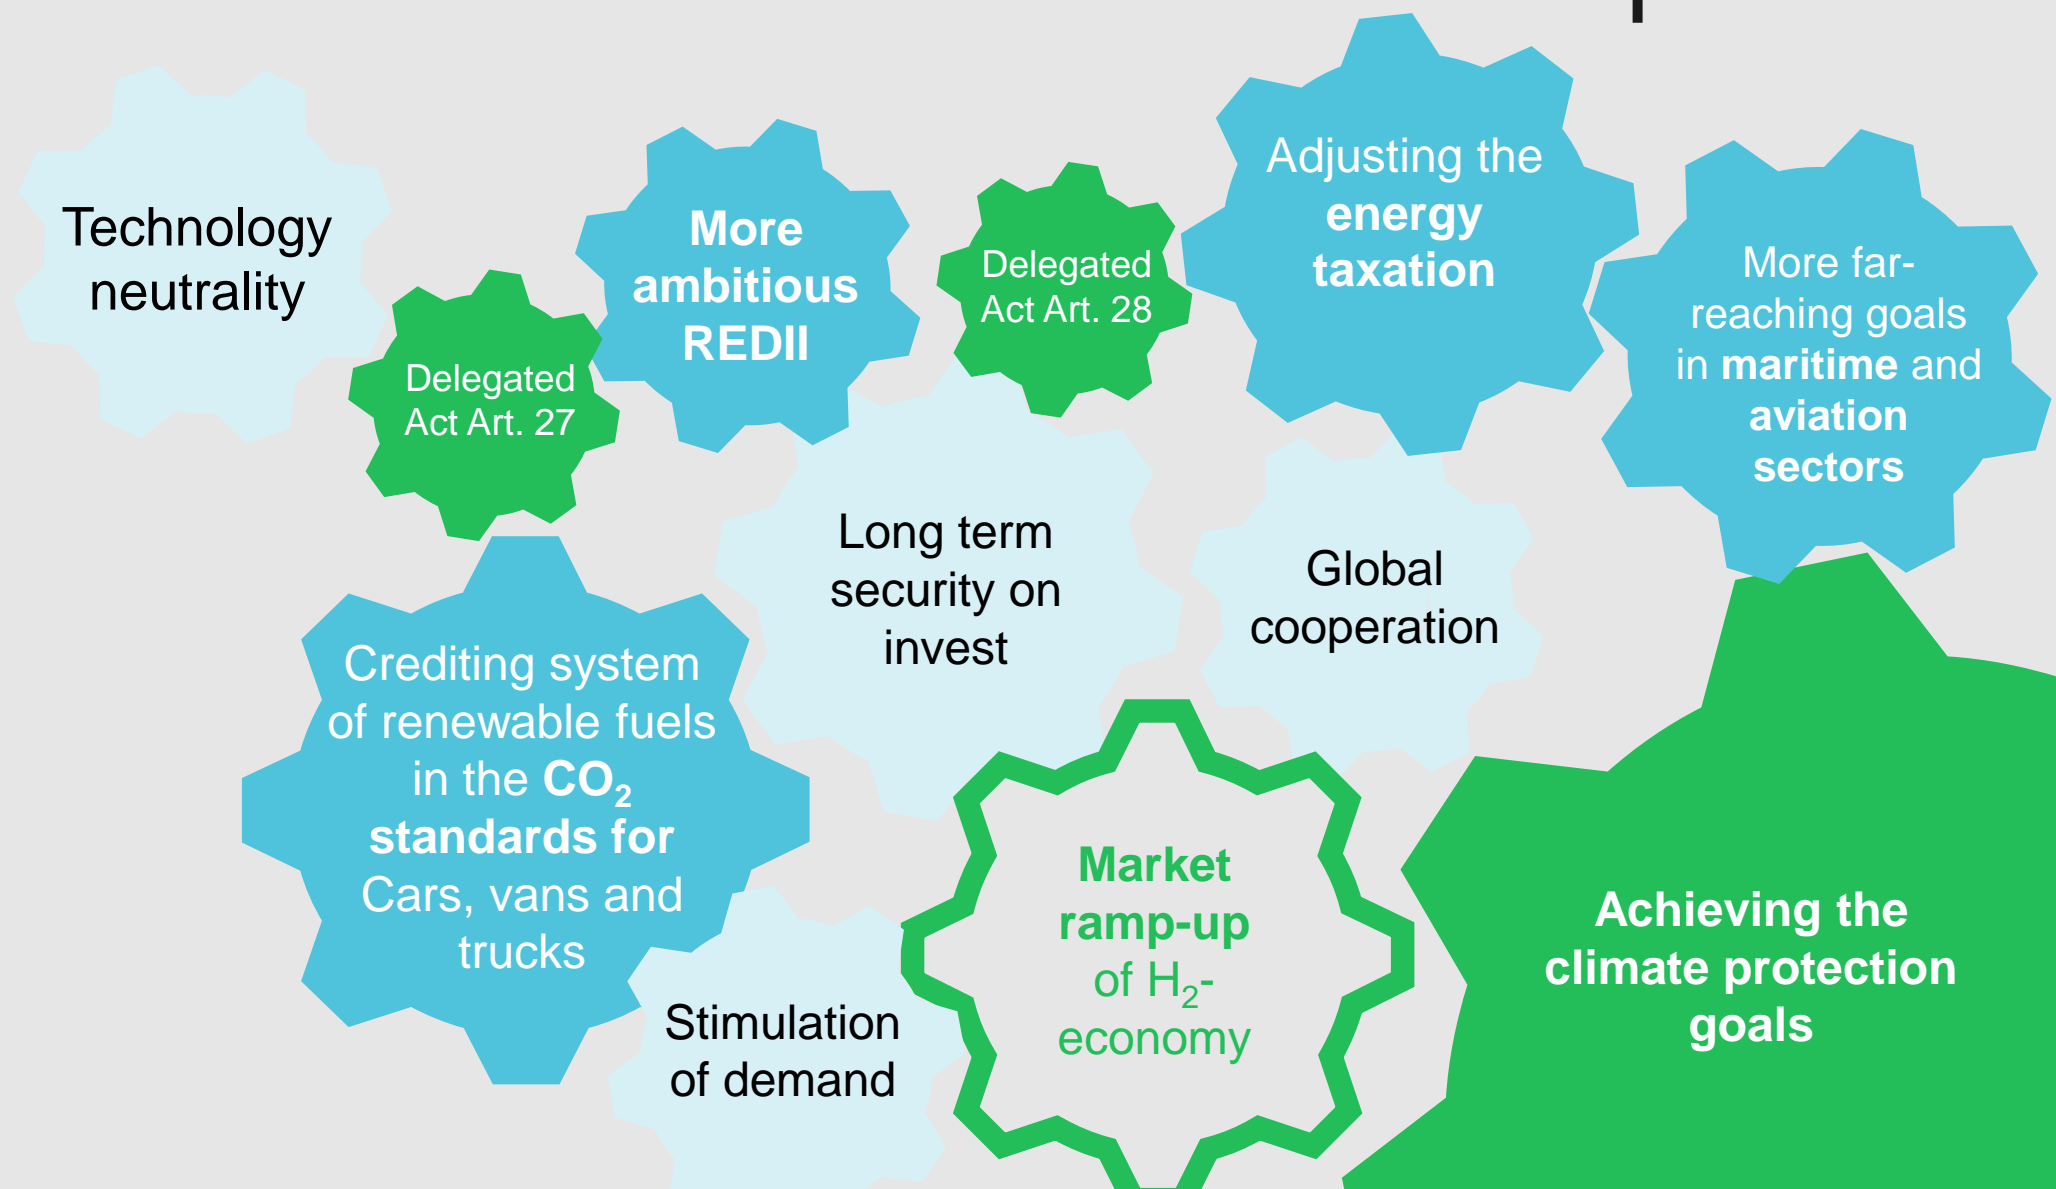 Technology
neutrality
Delegated
Act Art. 27
More
ambitious
REDII
Delegated
Act Art. 28
Adjusting the
energy
taxation
More far-
reaching goals
in maritime and
aviation
sectors
Long term
security on
invest
Global
cooperation
Crediting system
of renewable fuels
in the CO₂
standards for
Cars, vans and
trucks
Stimulation
of demand
Market
ramp-up
of H₂-
economy
Achieving the
climate protection
goals